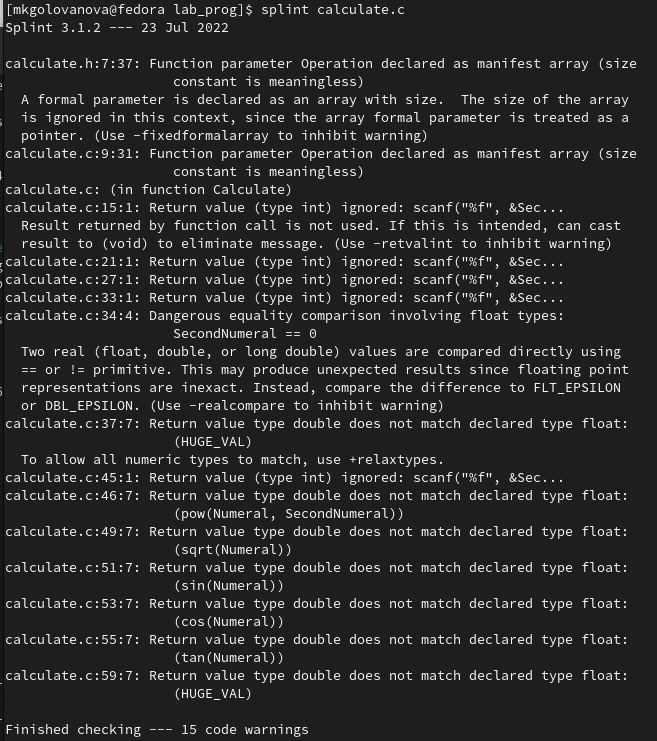 [mkgolovanova@fedora lab_prog]$ splint calculate.c
Splint 3.1.2 --- 23 Jul 2022
calculate.h:7:37: Function parameter Operation declared as manifest array (size
constant is meaningless)
A formal parameter is declared as an array with size.  The size of the array
is ignored in this context, since the array formal parameter is treated as a
pointer. (Use -fixedformalarray to inhibit warning)
calculate.c:9:31: Function parameter Operation declared as manifest array (size
constant is meaningless)
calculate.c: (in function Calculate)
calculate.c:15:1: Return value (type int) ignored: scanf("%f", &Sec...
Result returned by function call is not used. If this is intended, can cast
result to (void) to eliminate message. (Use -retvalint to inhibit warning)
calculate.c:21:1: Return value (type int) ignored: scanf("%f", &Sec...
calculate.c:27:1: Return value (type int) ignored: scanf("%f", &Sec...
calculate.c:33:1: Return value (type int) ignored: scanf("%f", &Sec...
calculate.c:34:4: Dangerous equality comparison involving float types:
SecondNumeral == 0
Two real (float, double, or long double) values are compared directly using
== or != primitive. This may produce unexpected results since floating point
representations are inexact. Instead, compare the difference to FLT_EPSILON
or DBL_EPSILON. (Use -realcompare to inhibit warning)
calculate.c:37:7: Return value type double does not match declared type float:
(HUGE_VAL)
To allow all numeric types to match, use +relaxtypes.
calculate.c:45:1: Return value (type int) ignored: scanf("%f", &Sec...
calculate.c:46:7: Return value type double does not match declared type float:
(pow(Numeral, SecondNumeral))
calculate.c:49:7: Return value type double does not match declared type float:
(sqrt(Numeral))
calculate.c:51:7: Return value type double does not match declared type float:
(sin(Numeral))
calculate.c:53:7: Return value type double does not match declared type float:
(cos(Numeral))
calculate.c:55:7: Return value type double does not match declared type float:
(tan(Numeral))
calculate.c:59:7: Return value type double does not match declared type float:
(HUGE_VAL)
Finished checking --- 15 code warnings